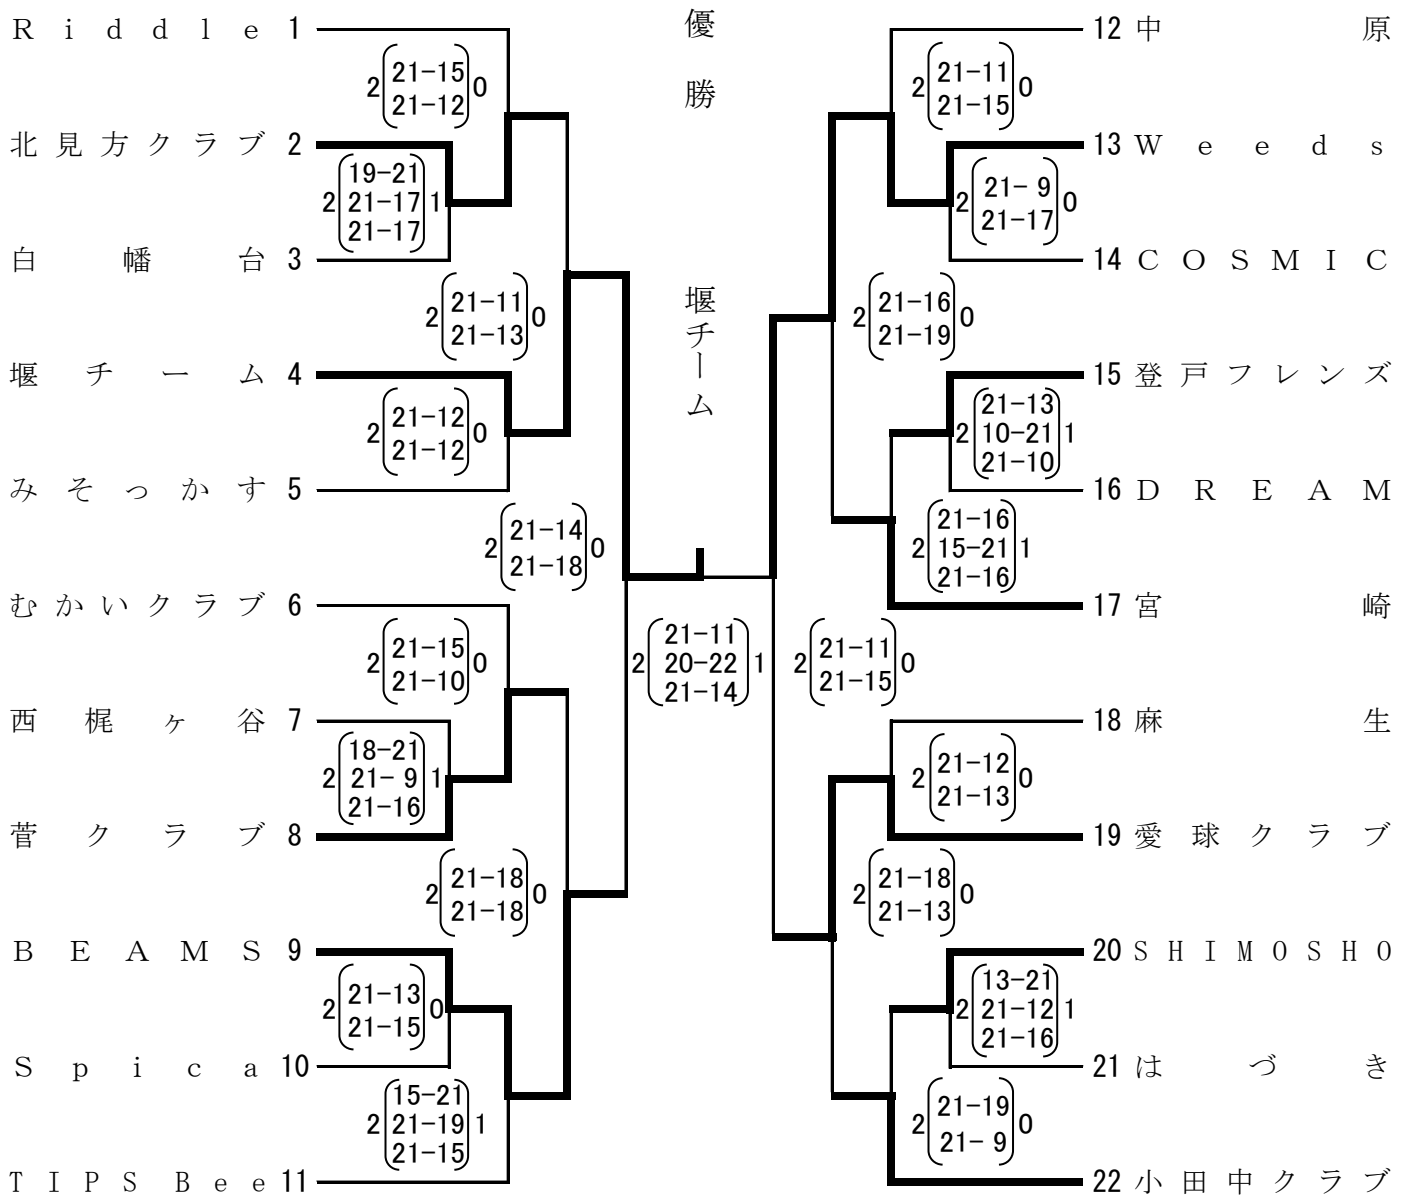 優勝
堰チーム
Riddle 1
2 21-15 0
21-12
北見方クラブ 2
19-21
2 21-17 1
21-17
白幡台 3
2 21-11 0
21-13
堰チーム 4
2 21-12 0
21-12
みそっかす 5
2 21-14 0
21-18
むかいクラブ 6
2 21-15 0
21-10
西梶ヶ谷 7
18-21
2 21- 9 1
21-16
菅クラブ 8
2 21-18 0
21-18
BEAMS 9
2 21-13 0
21-15
Spica 10
15-21
2 21-19 1
21-15
TIPS Bee 11
21-11
2 20-22 1
21-14
12 中原
2 21-11 0
21-15
13 Weeds
2 21- 9 0
21-17
14 COSMIC
2 21-16 0
21-19
15 登戸フレンズ
21-13
2 10-21 1
21-10
16 DREAM
21-16
2 15-21 1
21-16
17 宮崎
2 21-11 0
21-15
18 麻生
2 21-12 0
21-13
19 愛球クラブ
2 21-18 0
21-13
20 SHIMOSHO
13-21
2 21-12 1
21-16
21 はづき
2 21-19 0
21- 9
22 小田中クラブ